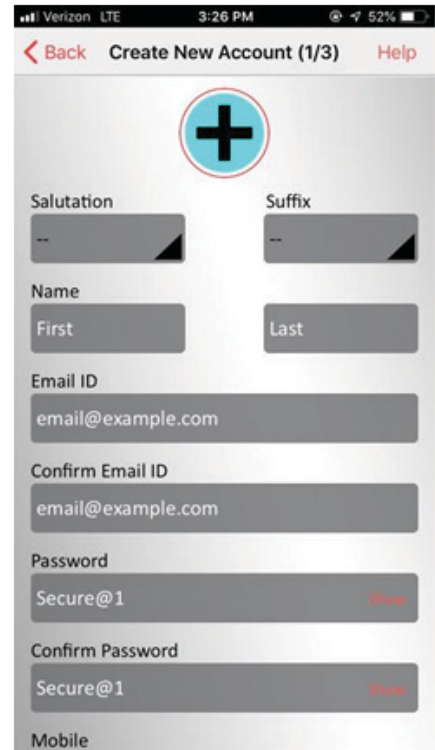 Verizon LTE 3:26 PM 52%
Back Create New Account (1/3) Help
Salutation Suffix
-- --
Name
First Last
Email ID
email@example.com
Confirm Email ID
email@example.com
Password
Secure@1 Show
Confirm Password
Secure@1 Show
Mobile